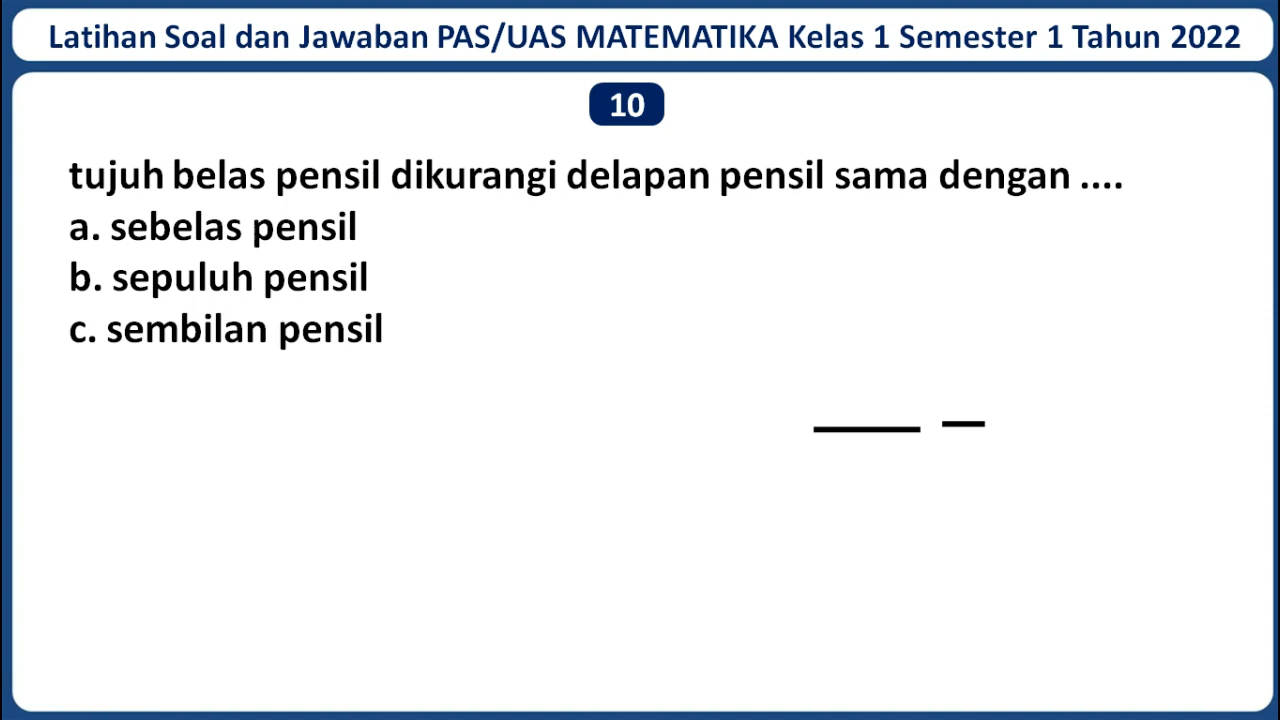 Latihan Soal dan Jawaban PAS/UAS MATEMATIKA Kelas 1 Semester 1 Tahun 2022
10
tujuh belas pensil dikurangi delapan pensil sama dengan ....
a. sebelas pensil
b. sepuluh pensil
c. sembilan pensil